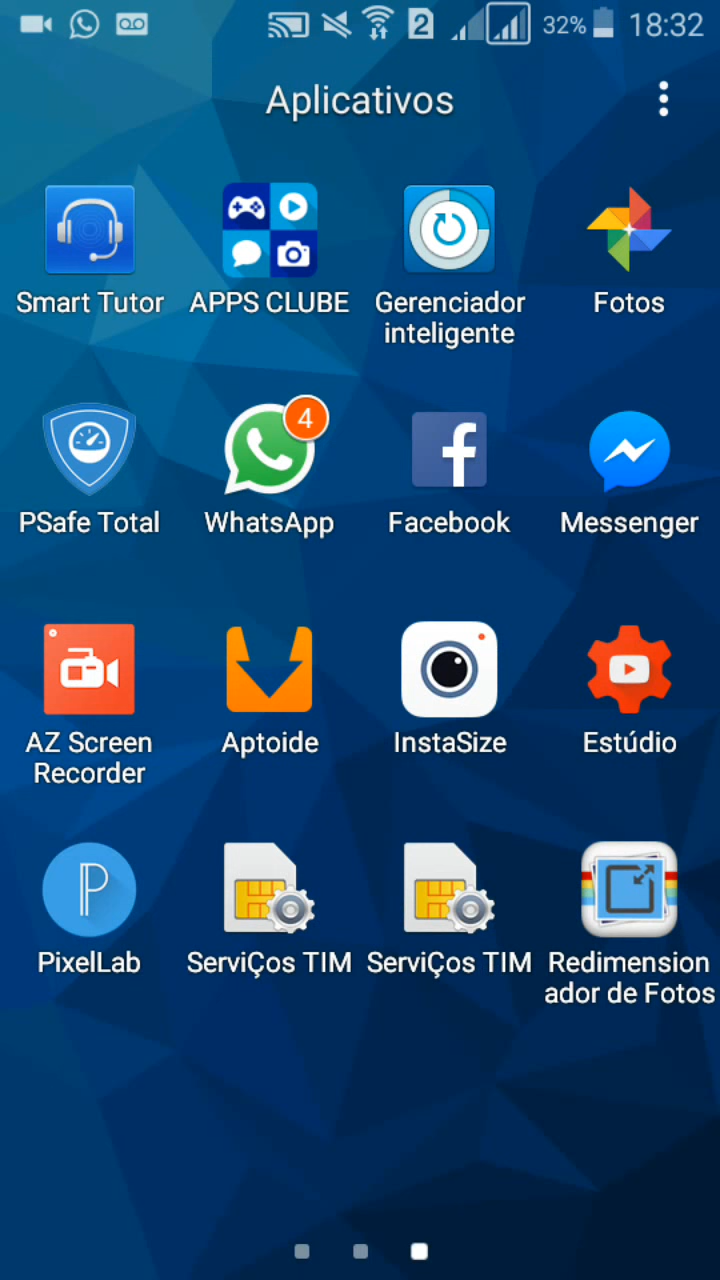 2 32% 18:32
Aplicativos
Smart Tutor APPS CLUBE Gerenciador Fotos
inteligente
4
PSafe Total WhatsApp Facebook Messenger
AZ Screen Aptoide InstaSize Estúdio
Recorder
PixelLab ServiÇos TIM ServiÇos TIM Redimension
ador de Fotos